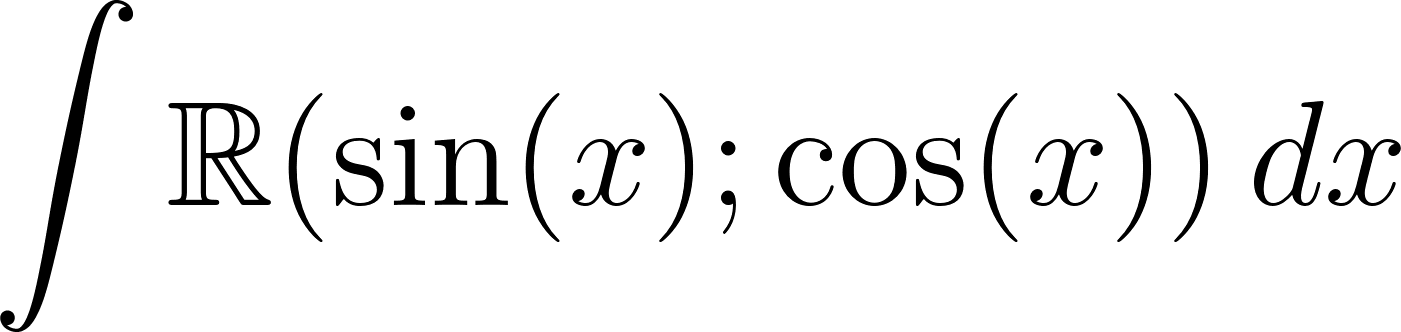 ∫ ℝ(sin(x); cos(x)) dx